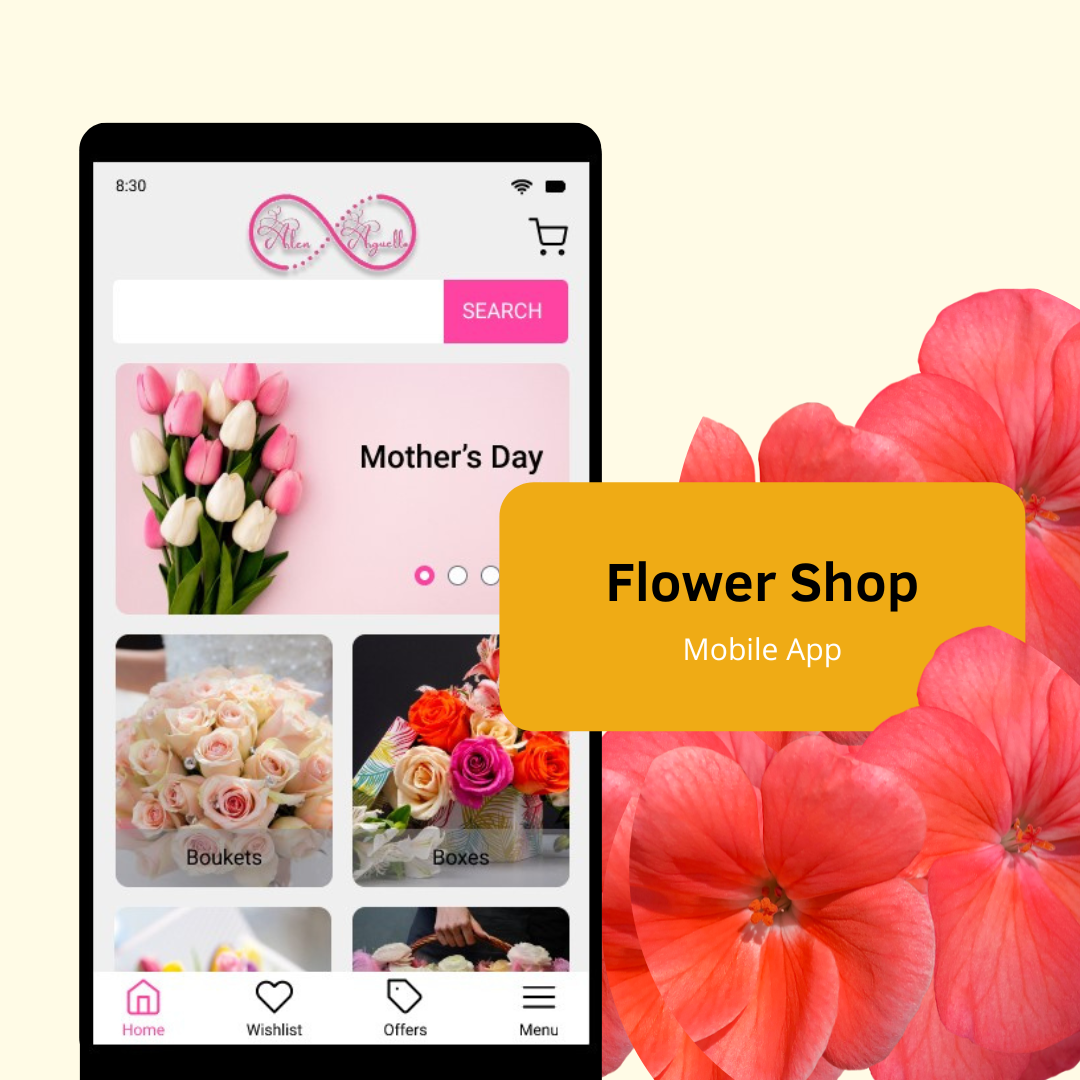 8:30
Arlen Arguello
SEARCH
Mother's Day
Flower Shop
Mobile App
Boukets
Boxes
Home
Wishlist
Offers
Menu